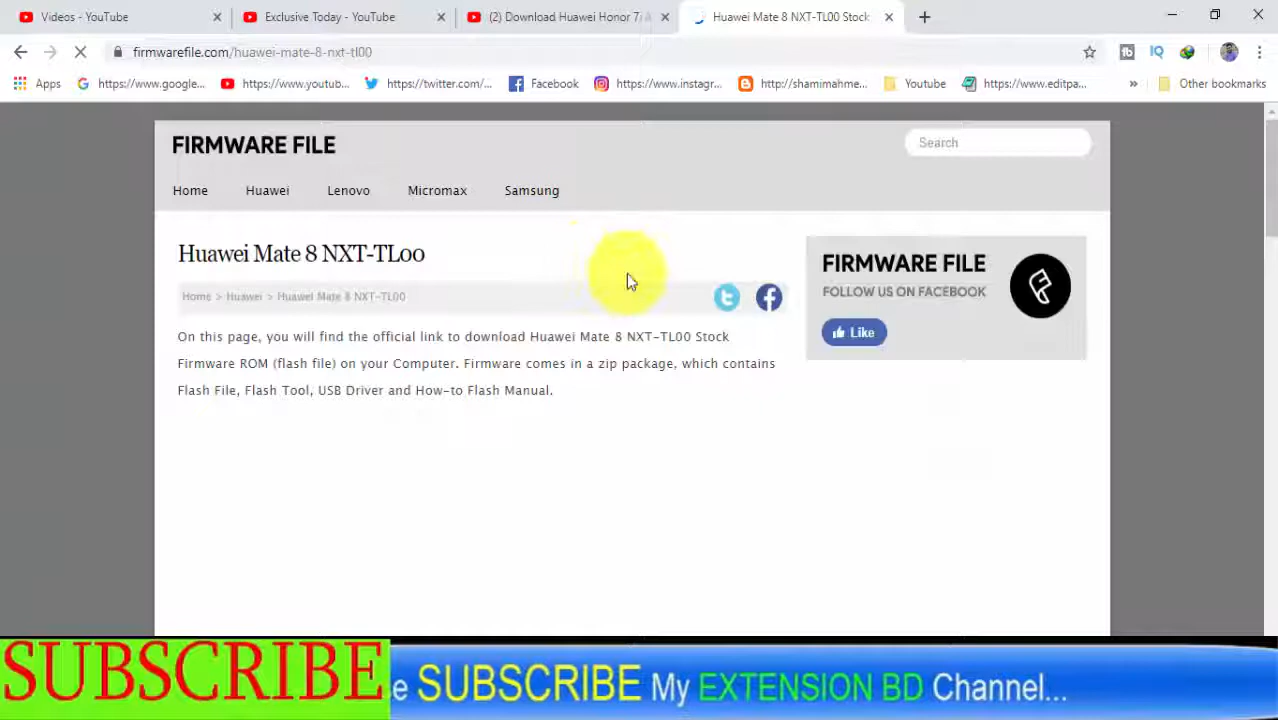 Videos - YouTube
Exclusive Today - YouTube
(2) Download Huawei Honor 7
Huawei Mate 8 NXT-TL00 Stock
firmwarefile.com/huawei-mate-8-nxt-tl00
Apps
https://www.google...
https://www.youtub...
https://twitter.com/...
Facebook
https://www.instagr...
http://shamimahme...
Youtube
https://www.editpa...
Other bookmarks
FIRMWARE FILE
Search
Home Huawei Lenovo Micromax Samsung
Huawei Mate 8 NXT-TL00
Home > Huawei > Huawei Mate 8 NXT-TL00
On this page, you will find the official link to download Huawei Mate 8 NXT-TL00 Stock
Firmware ROM (flash file) on your Computer. Firmware comes in a zip package, which contains
Flash File, Flash Tool, USB Driver and How-to Flash Manual.
FIRMWARE FILE
FOLLOW US ON FACEBOOK
Like
SUBSCRIBE
e SUBSCRIBE My EXTENSION BD Channel...